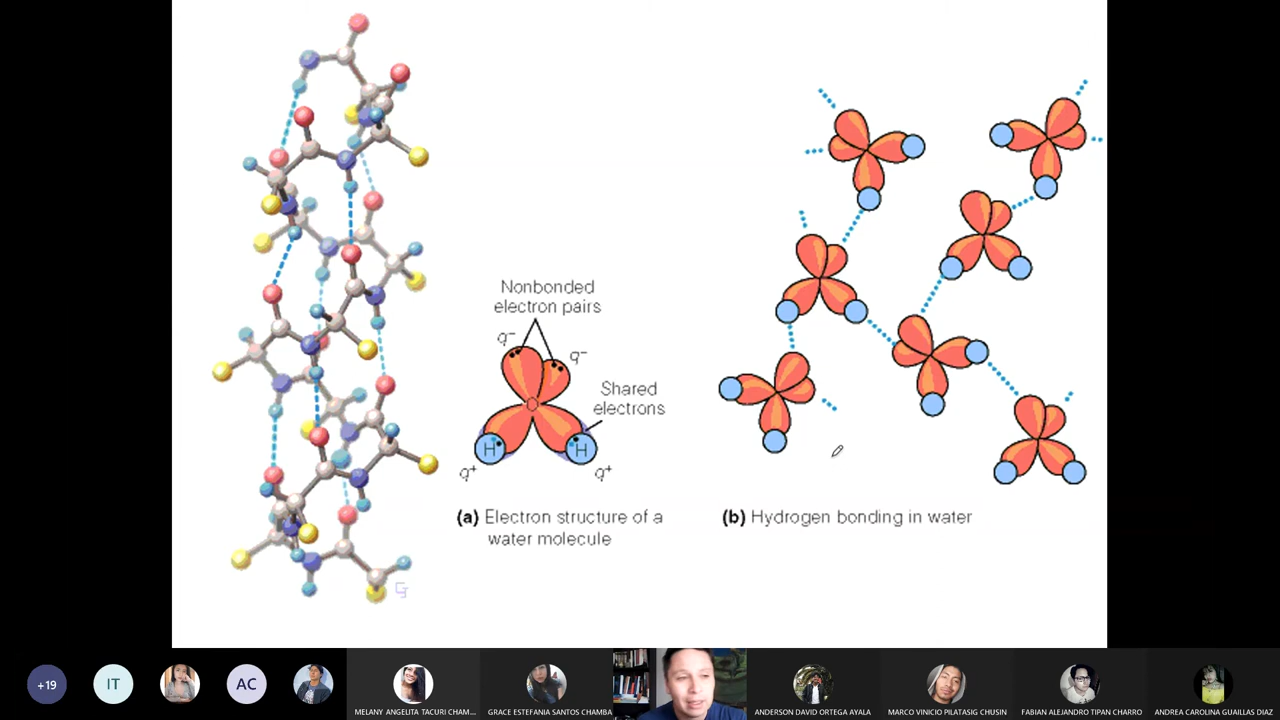 Nonbonded
electron pairs
q⁻
q⁻
Shared
electrons
H
H
q⁺
q⁺
(a) Electron structure of a
water molecule
(b) Hydrogen bonding in water
+19
IT
AC
MELANY ANGELITA TACURI CHAM...
GRACE ESTEFANIA SANTOS CHAMBA
ANDERSON DAVID ORTEGA AYALA
MARCO VINICIO PILATASIG CHUSIN
FABIAN ALEJANDRO TIPAN CHARRO
ANDREA CAROLINA GUAILLAS DIAZ